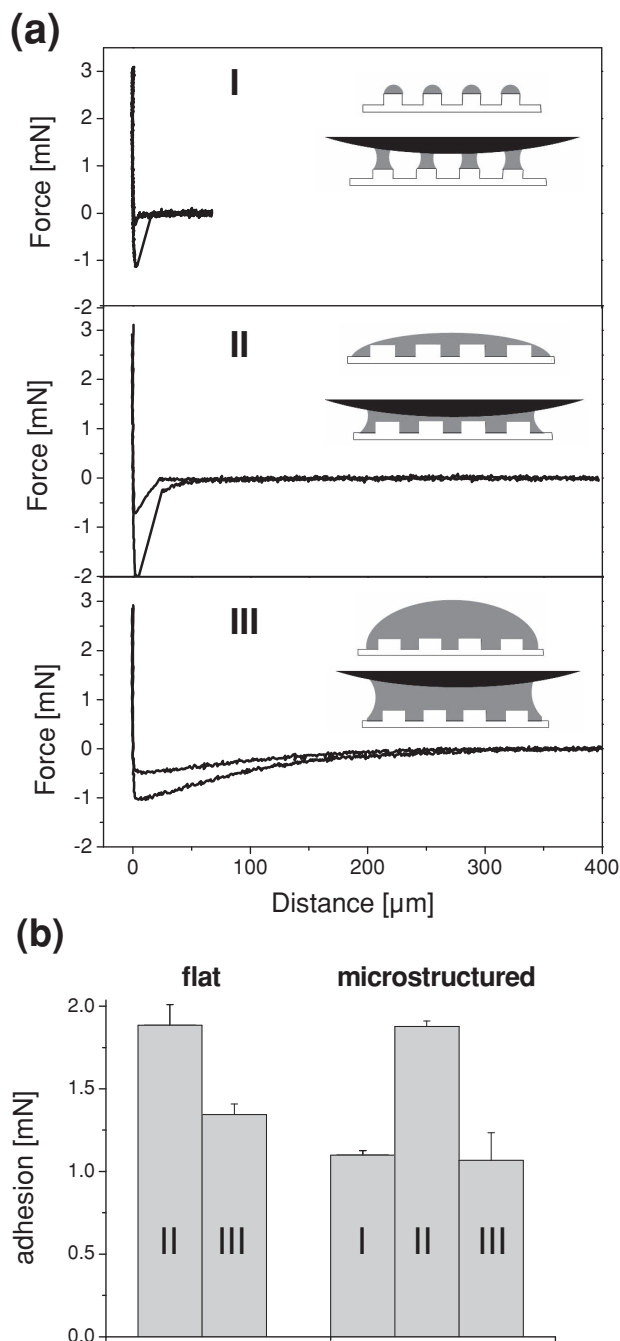 (a)
I
Force [mN]
3
2
1
0
-1
-2
II
Force [mN]
3
2
1
0
-1
-2
III
Force [mN]
3
2
1
0
-1
-2
0 100 200 300 400
Distance [µm]
(b)
flat microstructured
adhesion [mN]
2.0
1.5
1.0
0.5
0.0
II III I II III